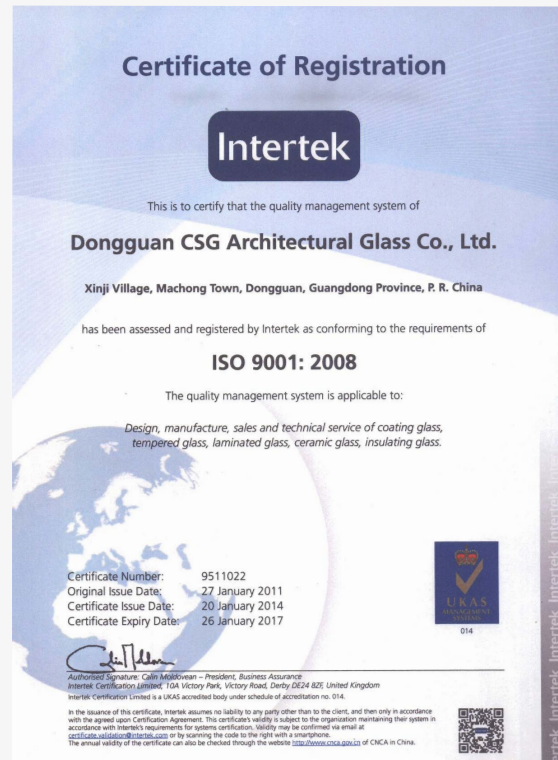 Certificate of Registration
Intertek
This is to certify that the quality management system of
Dongguan CSG Architectural Glass Co., Ltd.
Xinji Village, Machong Town, Dongguan, Guangdong Province, P. R. China
has been assessed and registered by Intertek as conforming to the requirements of
ISO 9001: 2008
The quality management system is applicable to:
Design, manufacture, sales and technical service of coating glass,
tempered glass, laminated glass, ceramic glass, insulating glass.
Certificate Number: 9511022
Original Issue Date: 27 January 2011
Certificate Issue Date: 20 January 2014
Certificate Expiry Date: 26 January 2017
UKAS
MANAGEMENT
SYSTEMS
014
Authorised Signature: Calin Moldovean – President, Business Assurance
Intertek Certification Limited, 10A Victory Park, Victory Road, Derby DE24 8ZF, United Kingdom
Intertek Certification Limited is a UKAS accredited body under schedule of accreditation no. 014.
In the issuance of this certificate, Intertek assumes no liability to any party other than to the client, and then only in accordance
with the agreed upon Certification Agreement. This certificate's validity is subject to the organization maintaining their system in
accordance with Intertek's requirements for systems certification. Validity may be confirmed via email at
certificate.validation@intertek.com or by scanning the code to the right with a smartphone.
The annual validity of the certificate can also be checked through the website http://www.cnca.gov.cn of CNCA in China.
Intertek Intertek Intertek Intertek